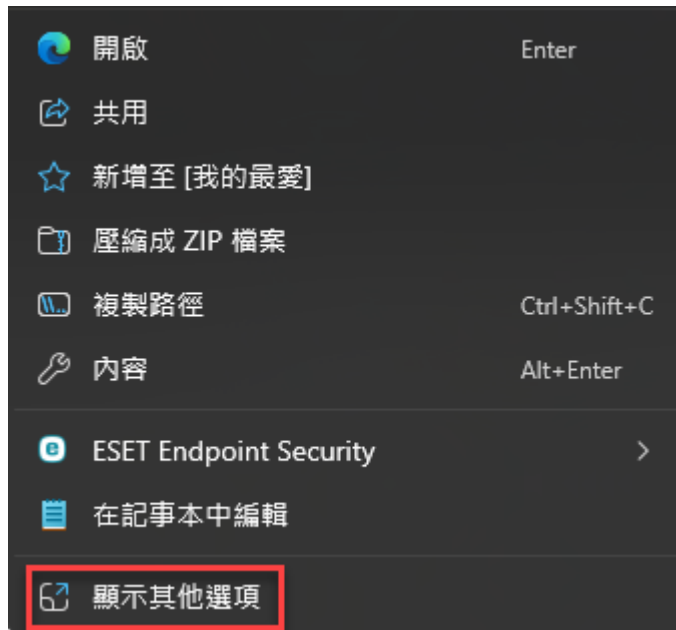 開啟 Enter
共用
新增至 [我的最愛]
壓縮成 ZIP 檔案
複製路徑 Ctrl+Shift+C
內容 Alt+Enter
ESET Endpoint Security
在記事本中編輯
顯示其他選項